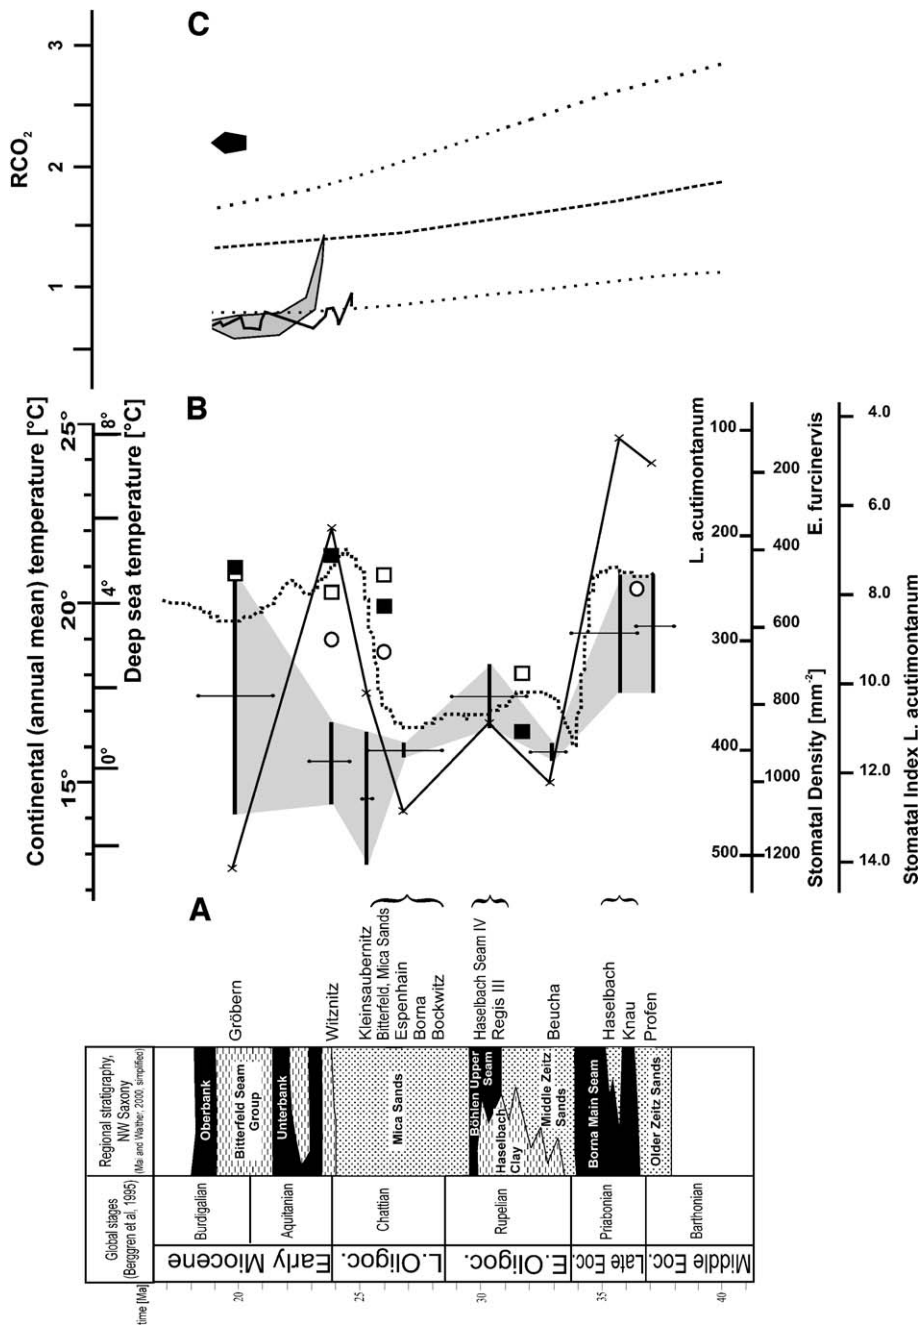 C
3
2
1
RCO2
B
25°
20°
15°
Continental (annual mean) temperature [°C]
8°
4°
0°
Deep sea temperature [°C]
100
200
300
400
500
L. acutimontanum
200
400
600
800
1000
1200
E. furcinervis
Stomatal Density [mm-2]
4.0
6.0
8.0
10.0
12.0
14.0
Stomatal Index L. acutimontanum
A
Gröbern
Witznitz
Kleinsaubernitz
Bitterfeld, Mica Sands
Espenhain
Borna
Bockwitz
Haselbach Seam IV
Regis III
Beucha
Haselbach
Knau
Profen
Regional stratigraphy,
NW Saxony
(Mai and Walther, 2000, simplified)
Oberbank
Bitterfeld Seam
Group
Unterbank
Mica Sands
Böhlen Upper
Seam
Haselbach
Clay
Middle Zeitz
Sands
Borna Main Seam
Older Zeitz Sands
Global stages
(Berggren et al, 1995)
Burdigalian
Aquitanian
Chattian
Rupelian
Priabonian
Barthonian
Early Miocene
L.Oligoc.
E.Oligoc.
Late Eoc.
Middle Eoc.
time [Ma]
20
25
30
35
40